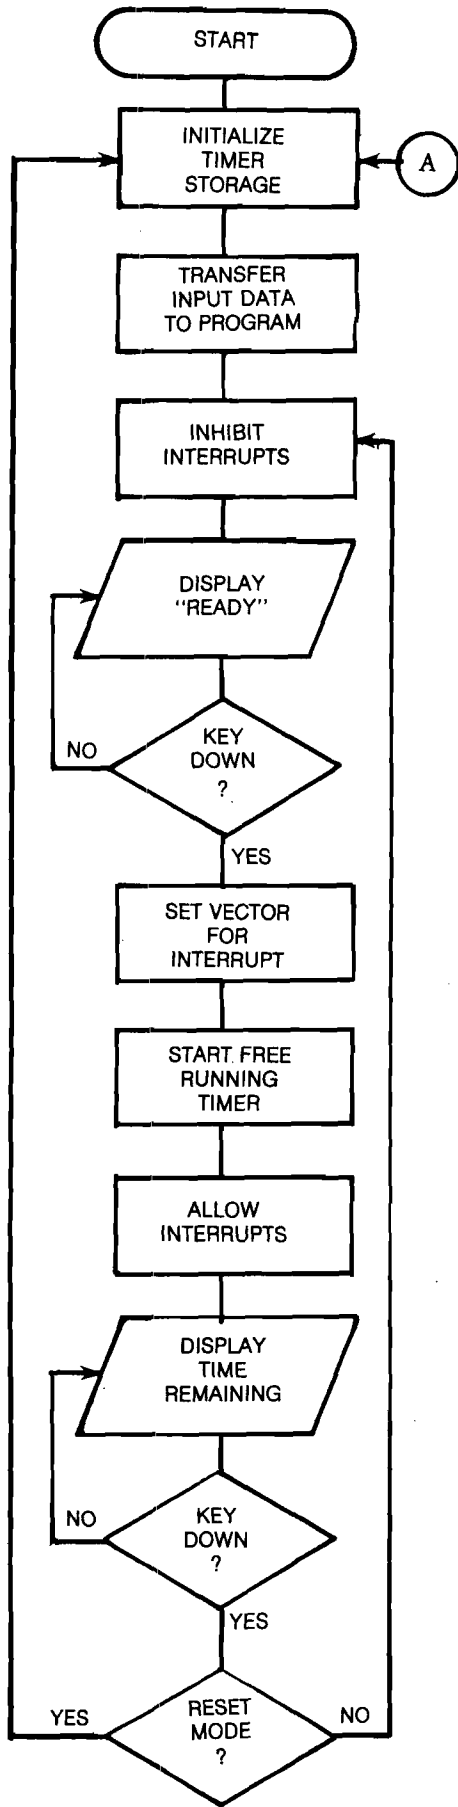 START
INITIALIZE
TIMER
STORAGE
A
TRANSFER
INPUT DATA
TO PROGRAM
INHIBIT
INTERRUPTS
DISPLAY
"READY"
KEY
DOWN
?
NO
YES
SET VECTOR
FOR
INTERRUPT
START FREE
RUNNING
TIMER
ALLOW
INTERRUPTS
DISPLAY
TIME
REMAINING
KEY
DOWN
?
NO
YES
RESET
MODE
?
YES
NO